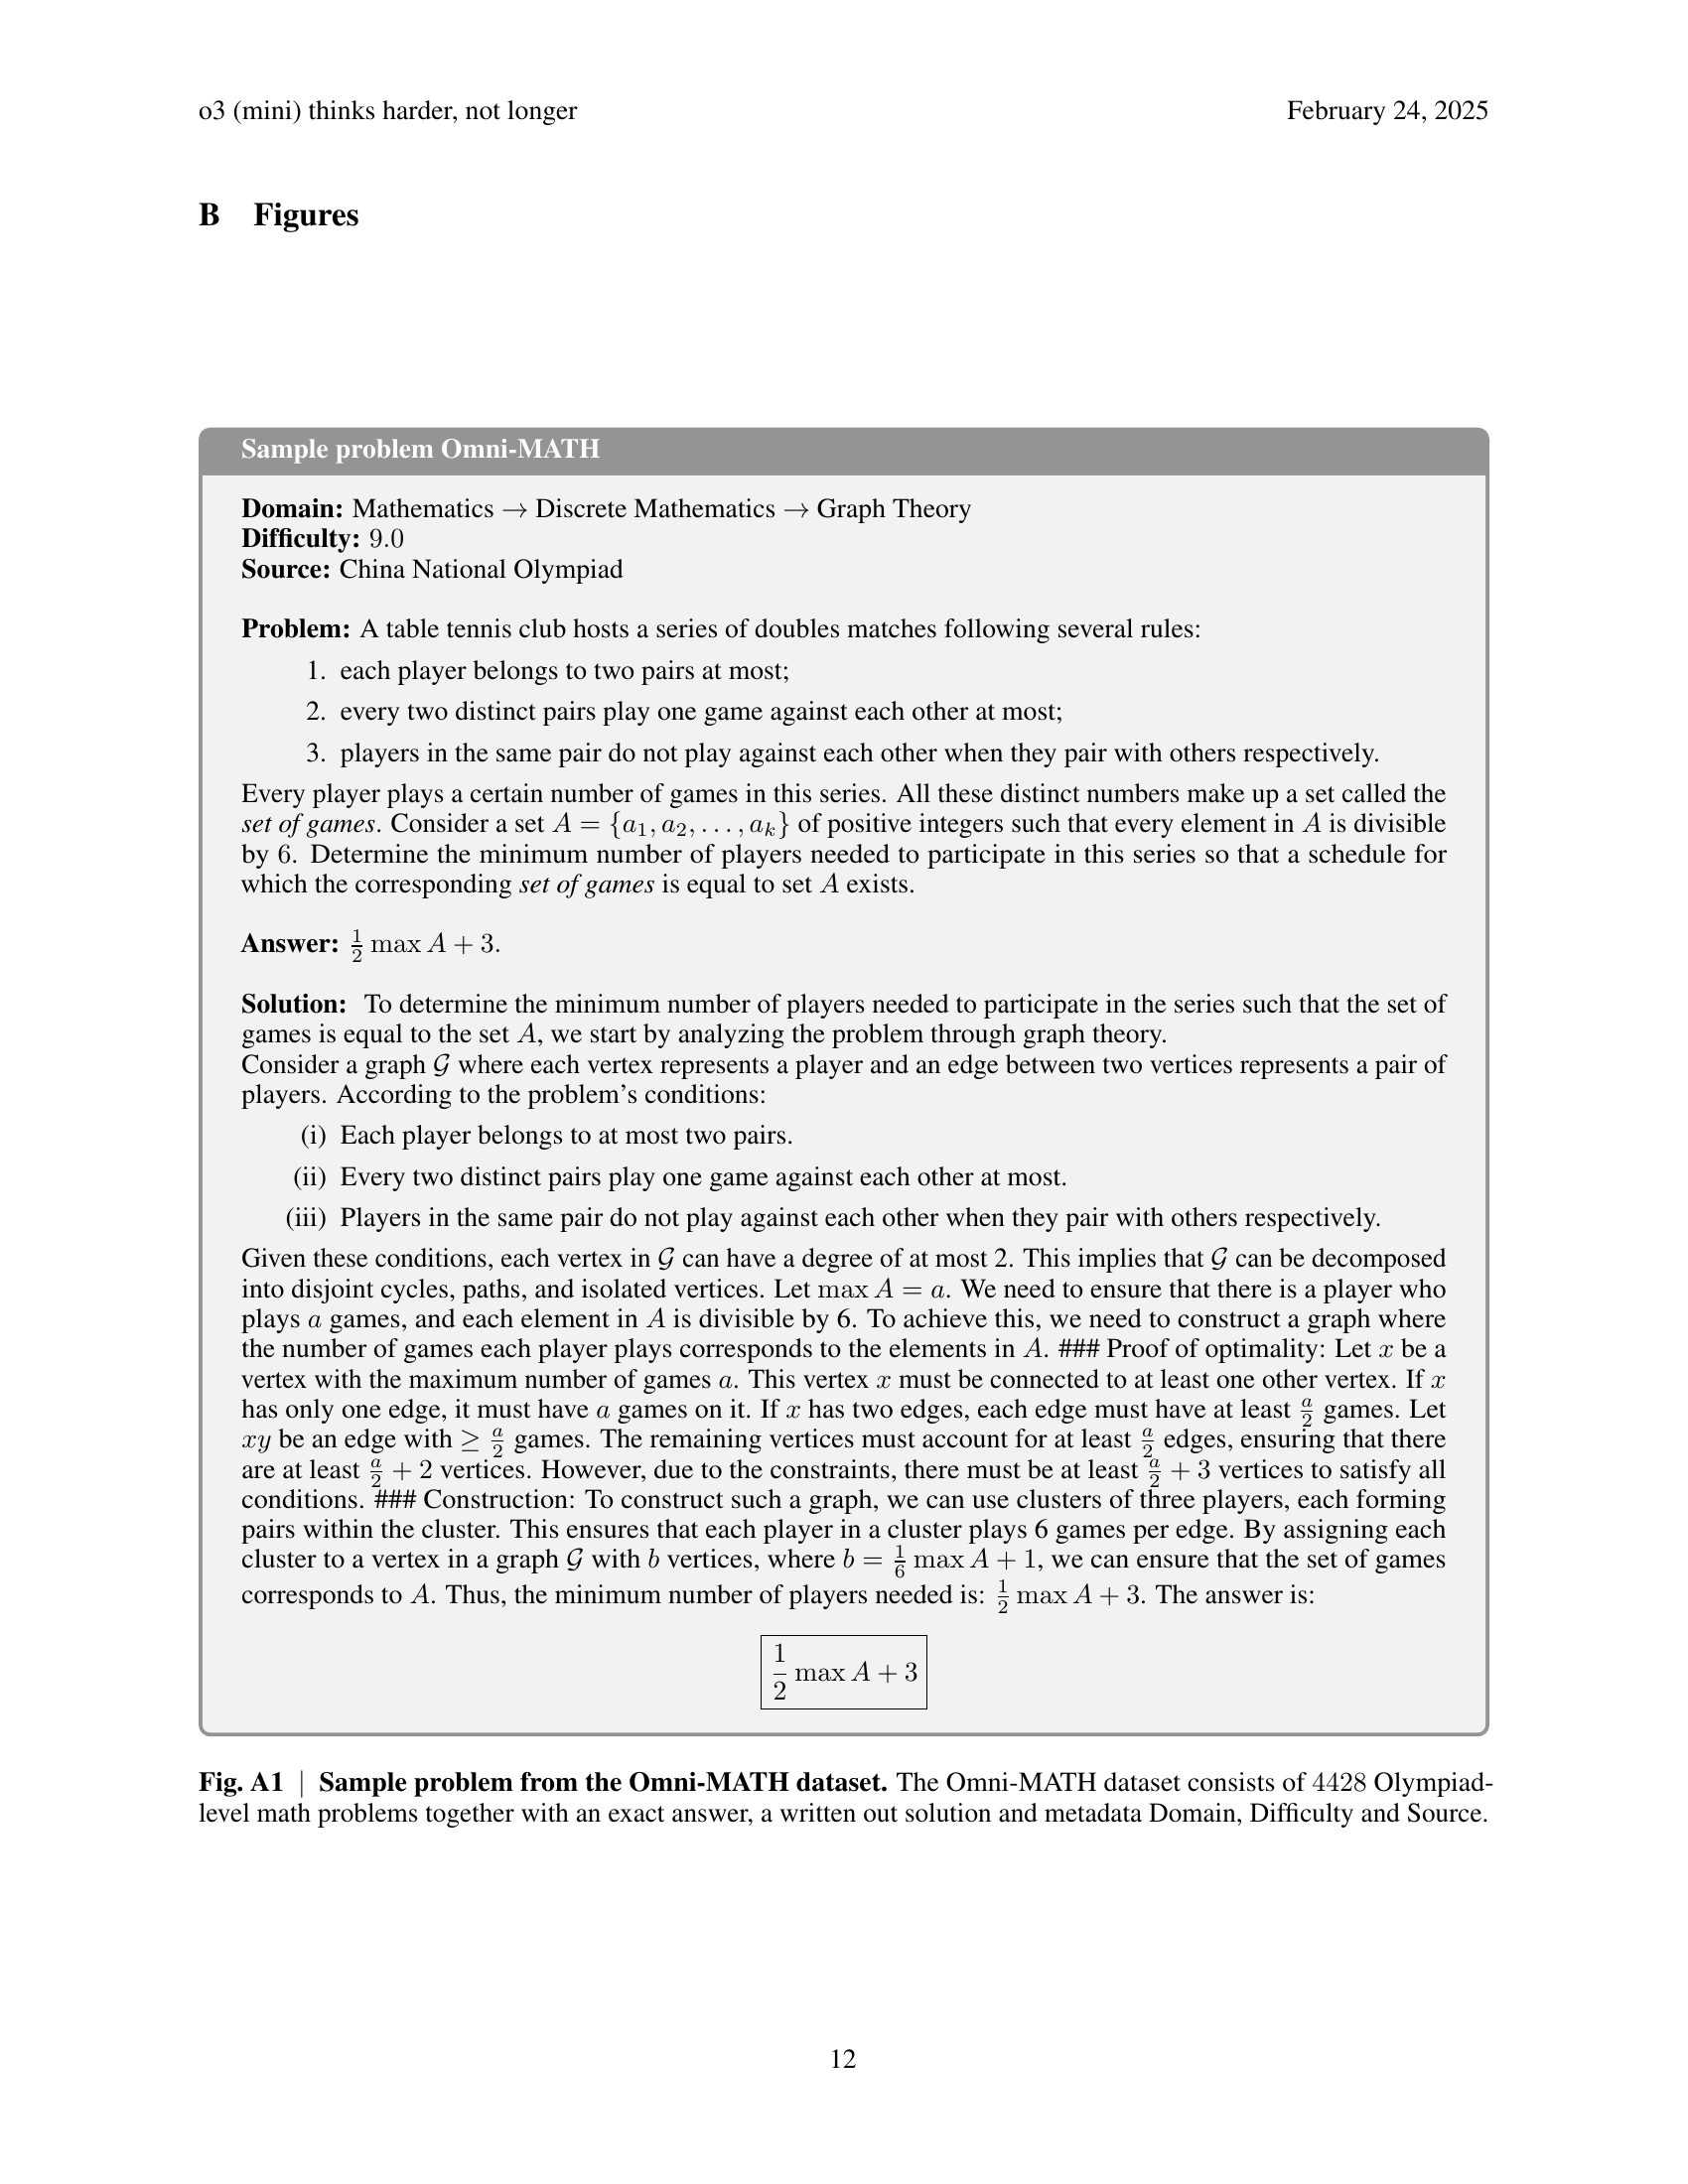 o3 (mini) thinks harder, not longer
February 24, 2025
B Figures
Sample problem Omni-MATH
Domain: Mathematics → Discrete Mathematics → Graph Theory
Difficulty: 9.0
Source: China National Olympiad
Problem: A table tennis club hosts a series of doubles matches following several rules:
1. each player belongs to two pairs at most;
2. every two distinct pairs play one game against each other at most;
3. players in the same pair do not play against each other when they pair with others respectively.
Every player plays a certain number of games in this series. All these distinct numbers make up a set called the
set of games. Consider a set $A = \{a_1, a_2, \ldots, a_k\}$ of positive integers such that every element in $A$ is divisible
by 6. Determine the minimum number of players needed to participate in this series so that a schedule for
which the corresponding set of games is equal to set $A$ exists.
Answer: $\frac{1}{2} \max A + 3$.
Solution: To determine the minimum number of players needed to participate in the series such that the set of
games is equal to the set $A$, we start by analyzing the problem through graph theory.
Consider a graph $\mathcal{G}$ where each vertex represents a player and an edge between two vertices represents a pair of
players. According to the problem's conditions:
(i) Each player belongs to at most two pairs.
(ii) Every two distinct pairs play one game against each other at most.
(iii) Players in the same pair do not play against each other when they pair with others respectively.
Given these conditions, each vertex in $\mathcal{G}$ can have a degree of at most 2. This implies that $\mathcal{G}$ can be decomposed
into disjoint cycles, paths, and isolated vertices. Let $\max A = a$. We need to ensure that there is a player who
plays $a$ games, and each element in $A$ is divisible by 6. To achieve this, we need to construct a graph where
the number of games each player plays corresponds to the elements in $A$. ### Proof of optimality: Let $x$ be a
vertex with the maximum number of games $a$. This vertex $x$ must be connected to at least one other vertex. If $x$
has only one edge, it must have $a$ games on it. If $x$ has two edges, each edge must have at least $\frac{a}{2}$ games. Let
$xy$ be an edge with $\geq \frac{a}{2}$ games. The remaining vertices must account for at least $\frac{a}{2}$ edges, ensuring that there
are at least $\frac{a}{2} + 2$ vertices. However, due to the constraints, there must be at least $\frac{a}{2} + 3$ vertices to satisfy all
conditions. ### Construction: To construct such a graph, we can use clusters of three players, each forming
pairs within the cluster. This ensures that each player in a cluster plays 6 games per edge. By assigning each
cluster to a vertex in a graph $\mathcal{G}$ with $b$ vertices, where $b = \frac{1}{6} \max A + 1$, we can ensure that the set of games
corresponds to $A$. Thus, the minimum number of players needed is: $\frac{1}{2} \max A + 3$. The answer is:
$\frac{1}{2} \max A + 3$
Fig. A1 | Sample problem from the Omni-MATH dataset. The Omni-MATH dataset consists of 4428 Olympiad-
level math problems together with an exact answer, a written out solution and metadata Domain, Difficulty and Source.
12